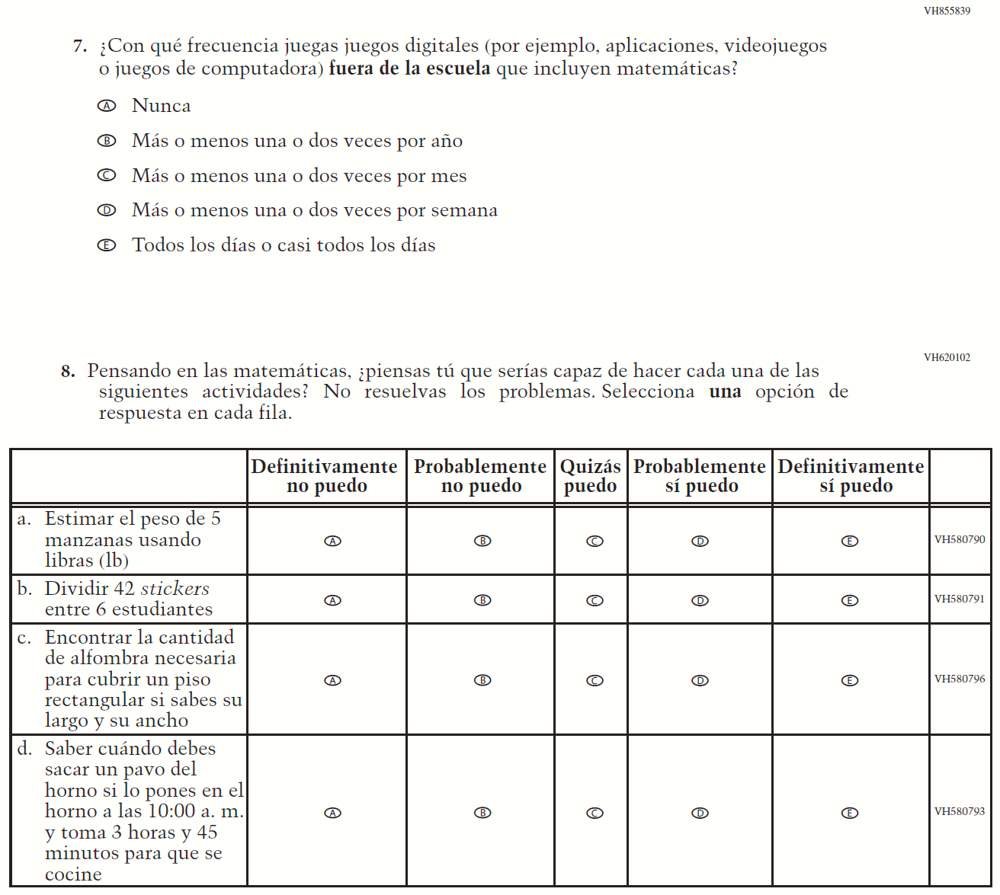 VH855839
7. ¿Con qué frecuencia juegas juegos digitales (por ejemplo, aplicaciones, videojuegos
o juegos de computadora) fuera de la escuela que incluyen matemáticas?
A Nunca
B Más o menos una o dos veces por año
C Más o menos una o dos veces por mes
D Más o menos una o dos veces por semana
E Todos los días o casi todos los días
VH620102
8. Pensando en las matemáticas, ¿piensas tú que serías capaz de hacer cada una de las
siguientes actividades? No resuelvas los problemas. Selecciona una opción de
respuesta en cada fila.
Definitivamente Probablemente Quizás Probablemente Definitivamente
no puedo no puedo puedo sí puedo sí puedo
a. Estimar el peso de 5
manzanas usando
libras (lb)
A B C D E VH580790
b. Dividir 42 stickers
entre 6 estudiantes
A B C D E VH580791
c. Encontrar la cantidad
de alfombra necesaria
para cubrir un piso
rectangular si sabes su
largo y su ancho
A B C D E VH580796
d. Saber cuándo debes
sacar un pavo del
horno si lo pones en el
horno a las 10:00 a. m.
y toma 3 horas y 45
minutos para que se
cocine
A B C D E VH580793